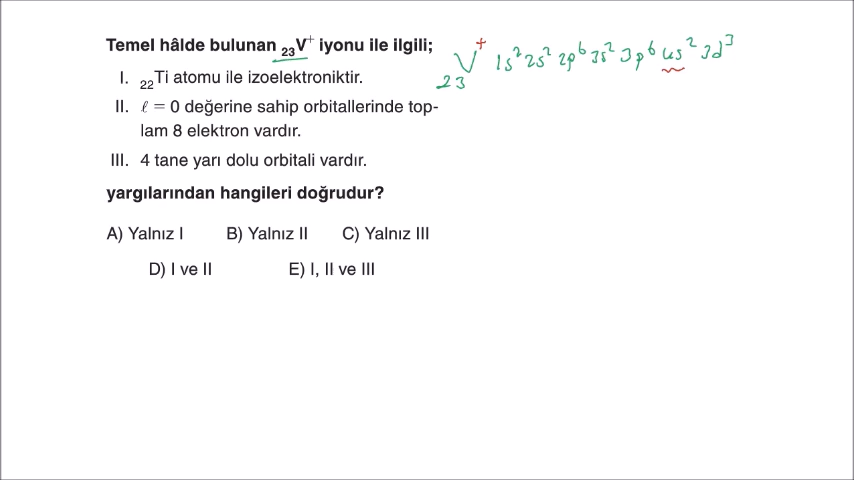 Temel hâlde bulunan ₂₃V⁺ iyonu ile ilgili;
I. ₂₂Ti atomu ile izoelektroniktir.
II. ℓ = 0 değerine sahip orbitallerinde top-
lam 8 elektron vardır.
III. 4 tane yarı dolu orbitali vardır.
yargılarından hangileri doğrudur?
A) Yalnız I B) Yalnız II C) Yalnız III
D) I ve II E) I, II ve III
₂₃V⁺ 1s² 2s² 2p⁶ 3s² 3p⁶ 4s² 3d³